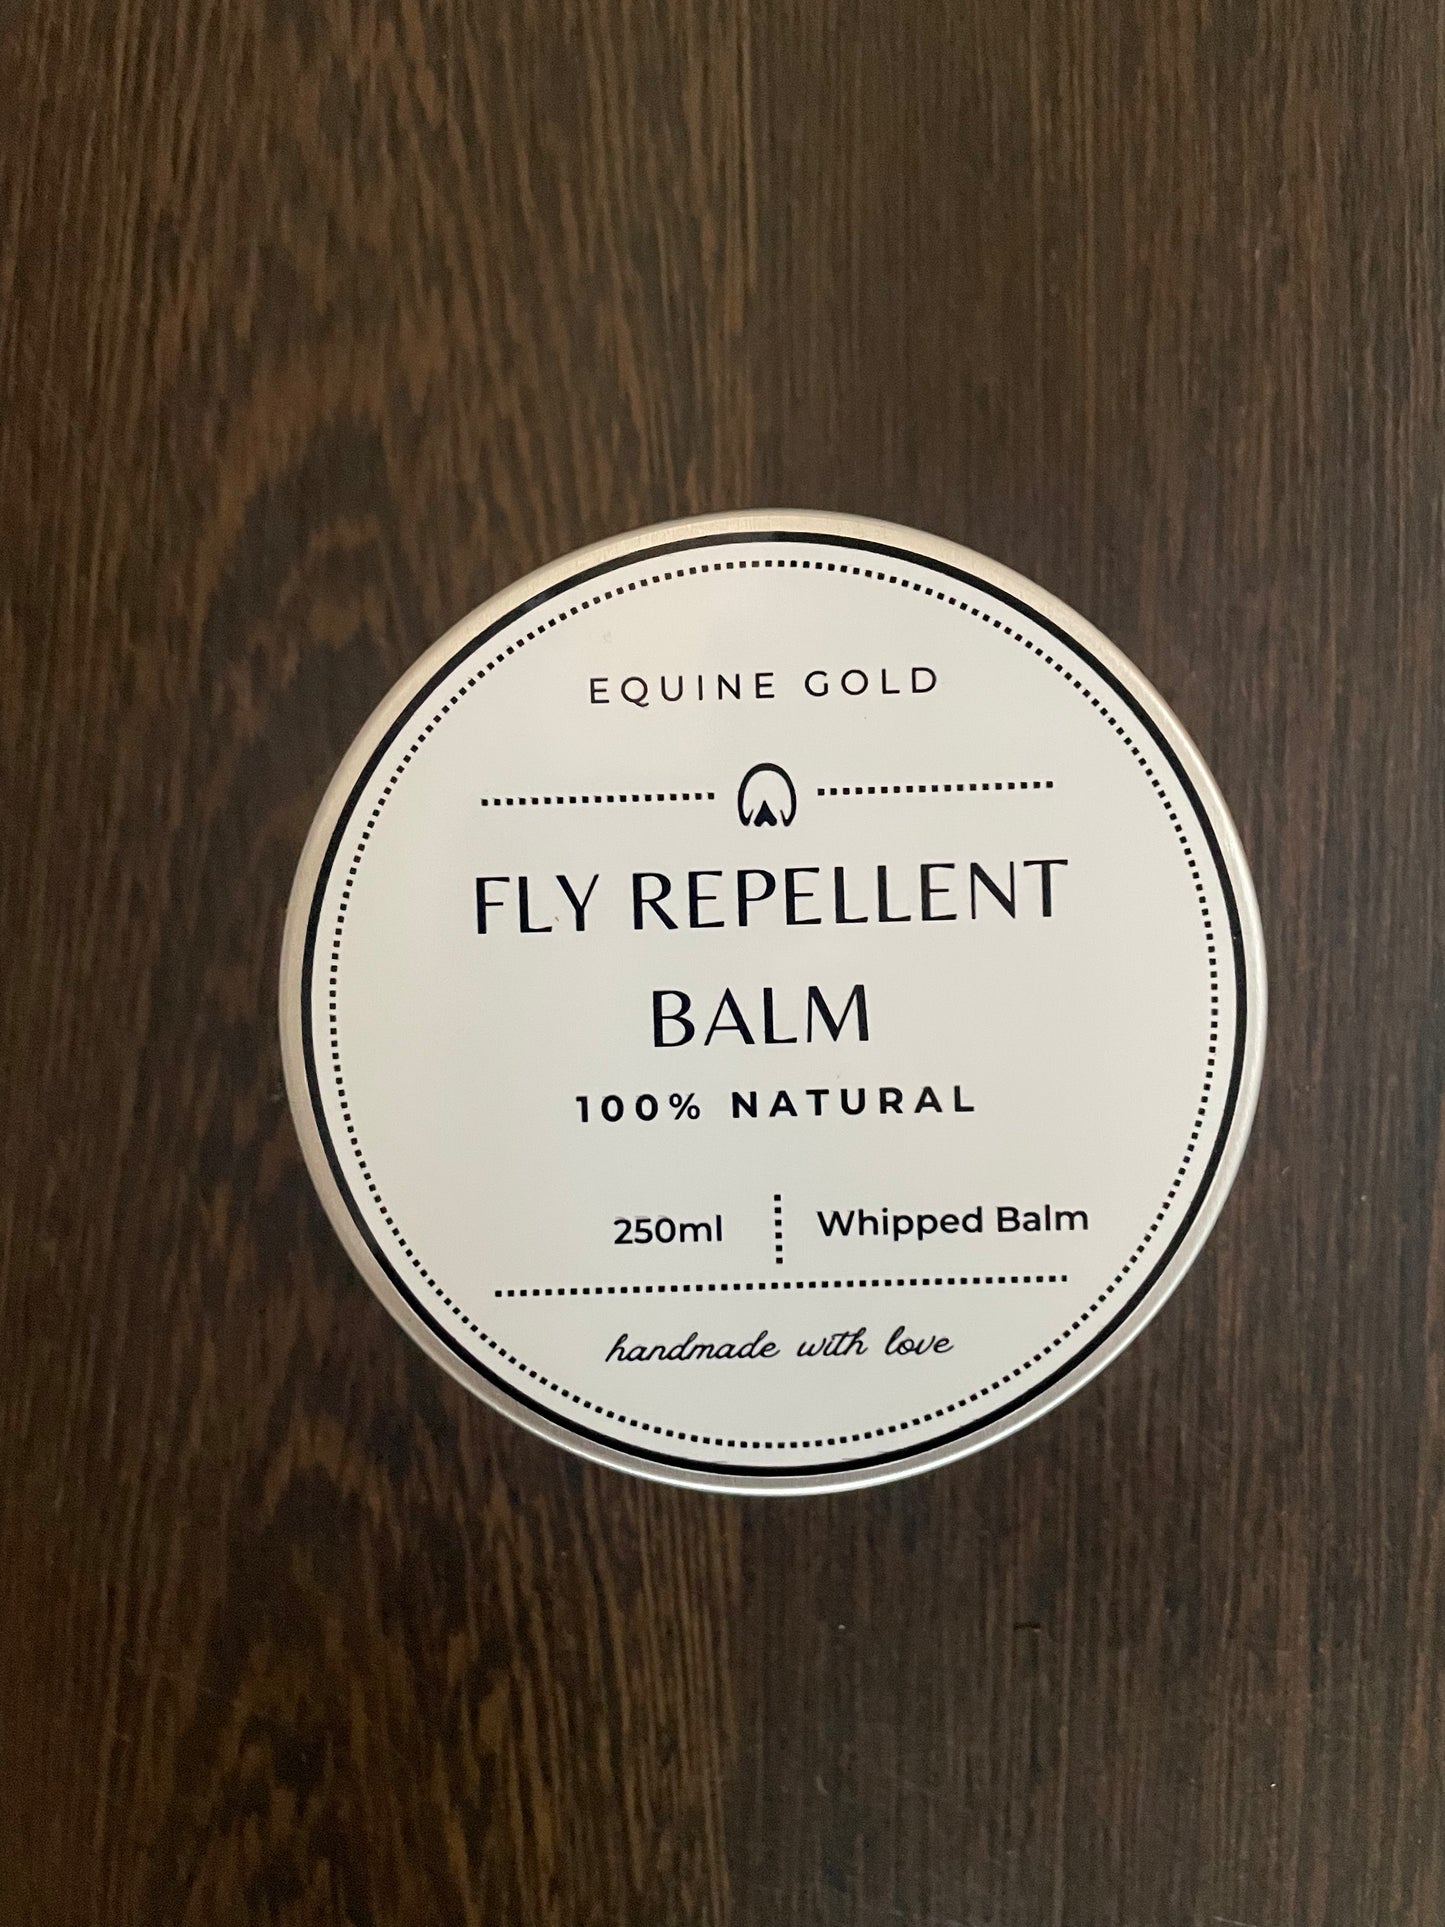 EQUINE GOLD
FLY REPELLENT
BALM
100% NATURAL
250ml Whipped Balm
handmade with love